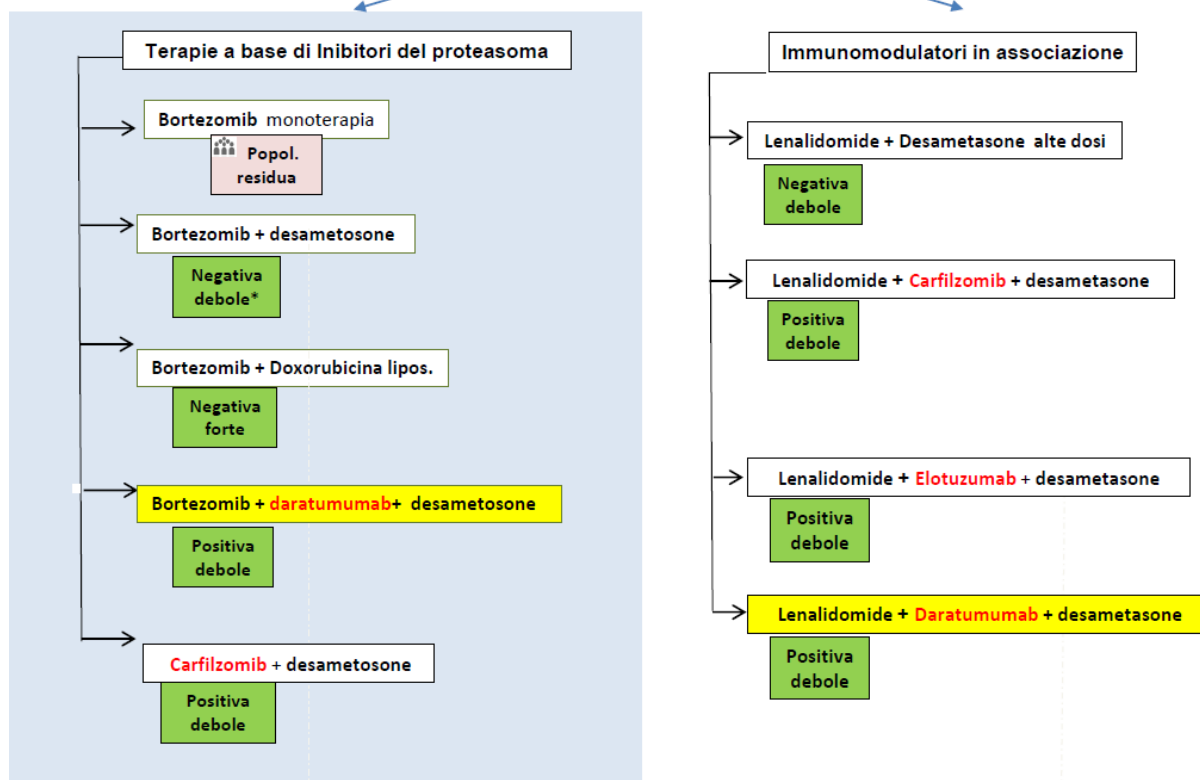 Terapie a base di Inibitori del proteasoma
Bortezomib monoterapia
Popol.
residua
Bortezomib + desametosone
Negativa
debole*
Bortezomib + Doxorubicina lipos.
Negativa
forte
Bortezomib + daratumumab+ desametosone
Positiva
debole
Carfilzomib + desametosone
Positiva
debole
Immunomodulatori in associazione
Lenalidomide + Desametasone alte dosi
Negativa
debole
Lenalidomide + Carfilzomib + desametasone
Positiva
debole
Lenalidomide + Elotuzumab + desametasone
Positiva
debole
Lenalidomide + Daratumumab + desametasone
Positiva
debole